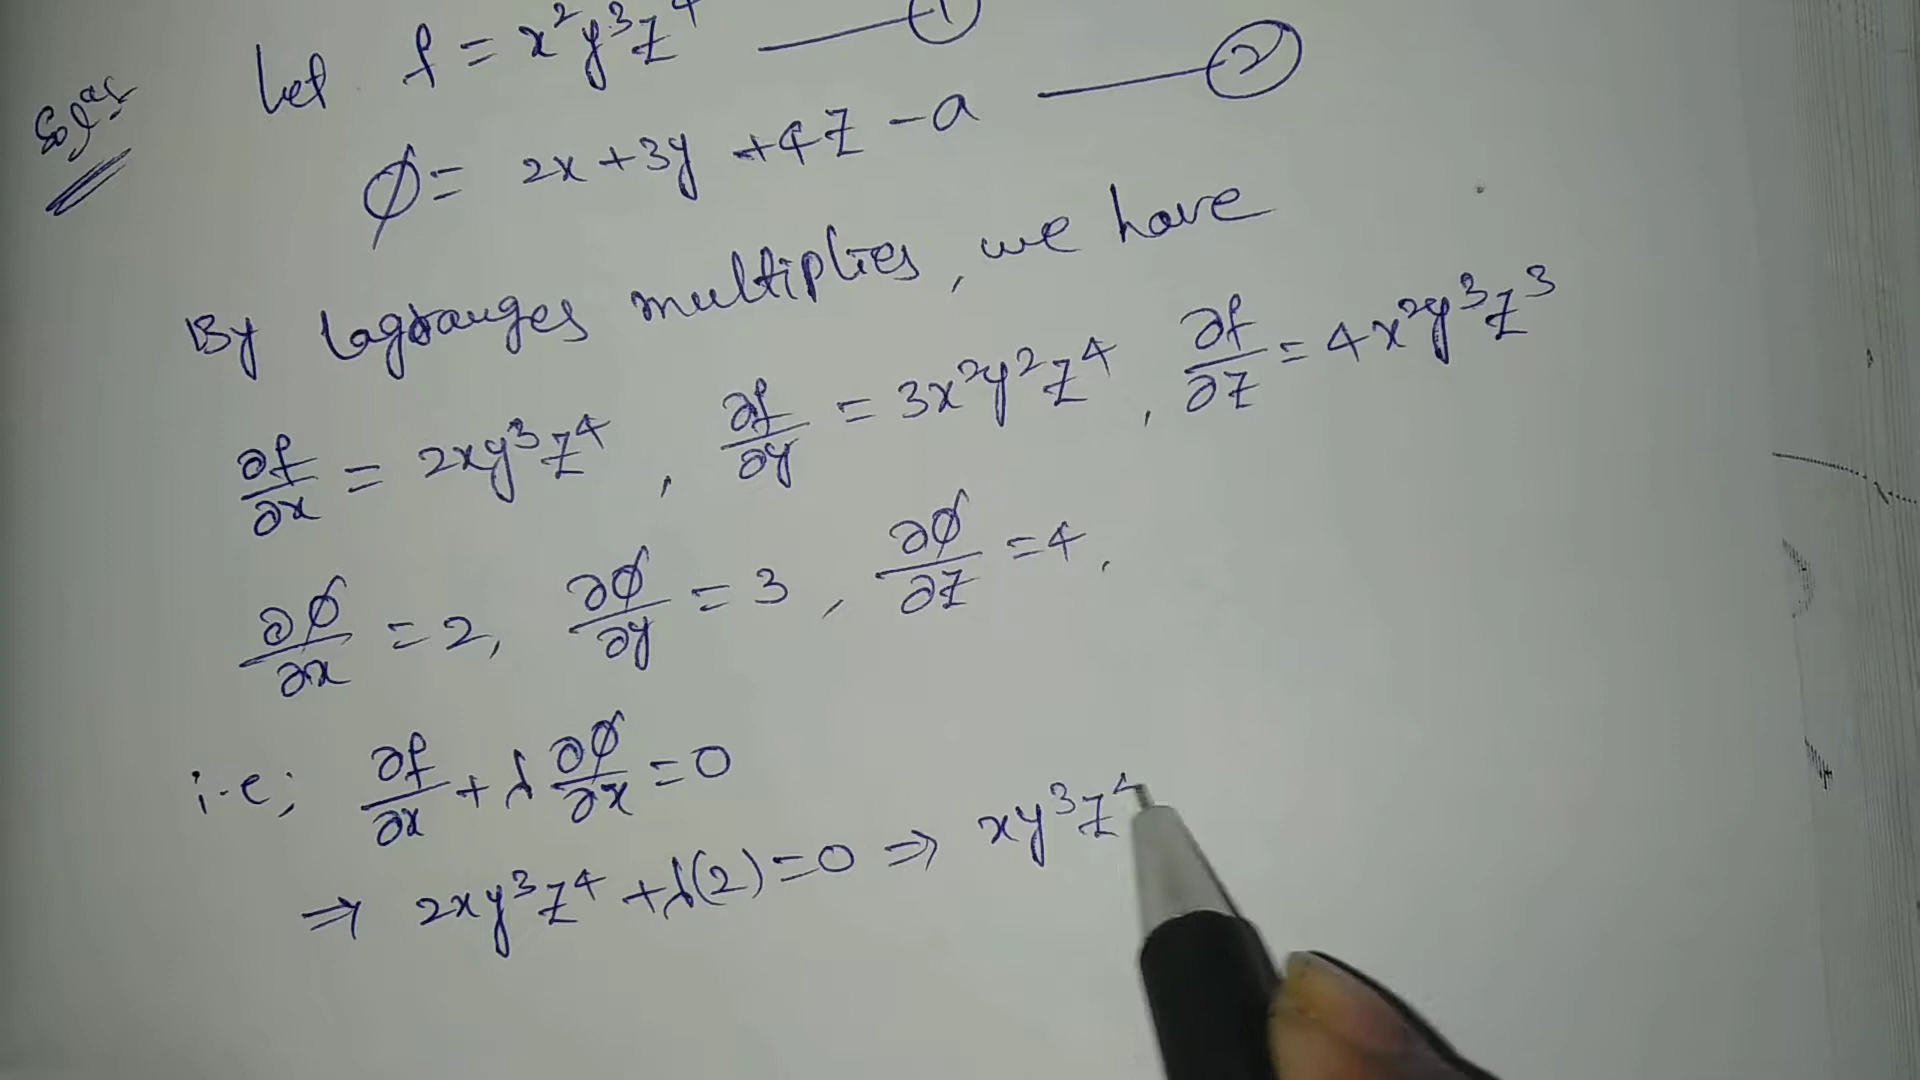 Solns Let f = x²y³z⁴ —— ①
∅ = 2x + 3y + 4z - a —— ②
By lagranges multiplies, we have
∂f/∂x = 2xy³z⁴, ∂f/∂y = 3x²y²z⁴, ∂f/∂z = 4x²y³z³
∂∅/∂x = 2, ∂∅/∂y = 3, ∂∅/∂z = 4,
i.e; ∂f/∂x + λ ∂∅/∂x = 0
⇒ 2xy³z⁴ + λ(2) = 0 ⇒ xy³z⁴